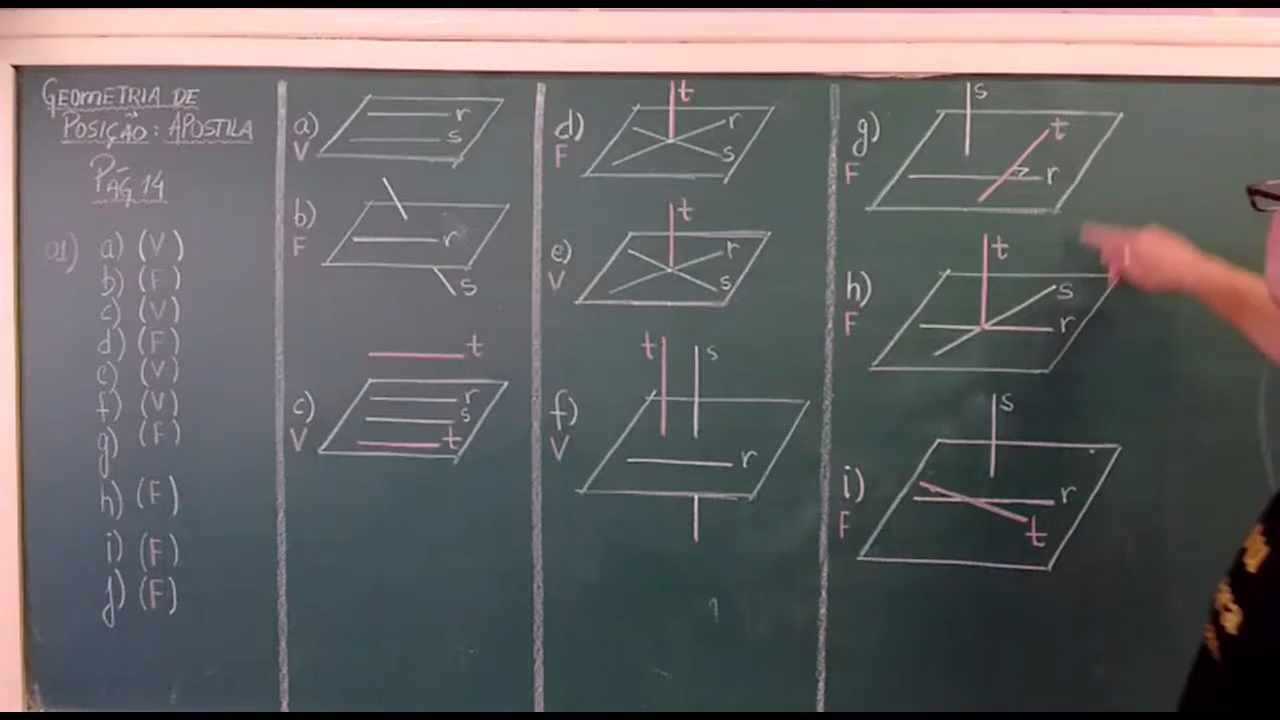 GEOMETRIA DE
POSIÇÃO: APOSTILA
PÁG 14
01) a) (V)
b) (F)
c) (V)
d) (F)
e) (V)
f) (V)
g) (F)
h) (F)
i) (F)
j) (F)
a) r
V s
b) r
F s
t
c) r
s
V t
t
d) r
F s
t
e) r
V s
t s
f)
V r
s
g) t
F r
t
h) s
F r
s
i) r
F t